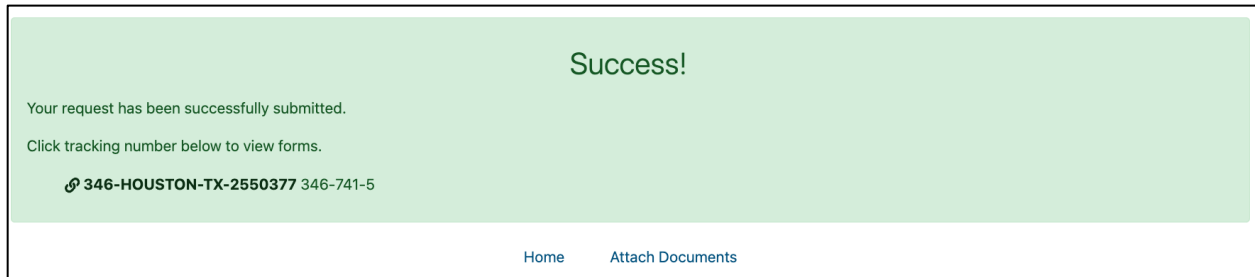 Success!
Your request has been successfully submitted.
Click tracking number below to view forms.
346-HOUSTON-TX-2550377 346-741-5
Home Attach Documents